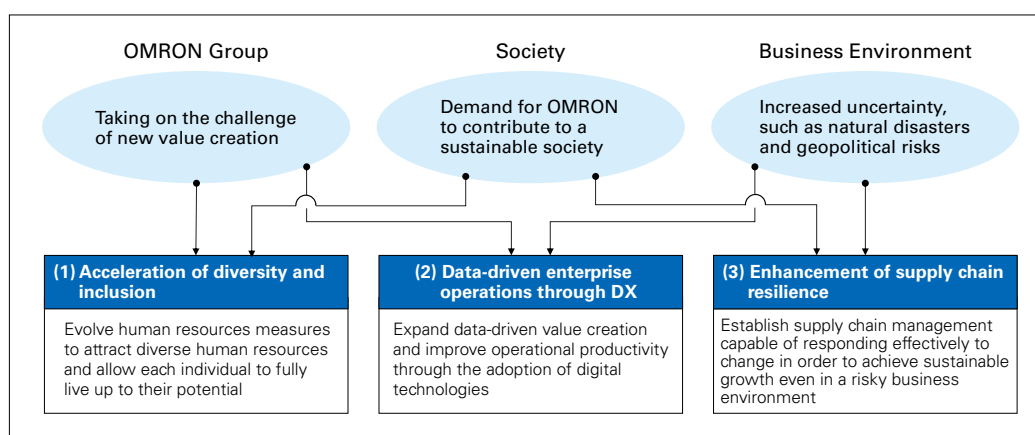 OMRON Group
Society
Business Environment
Taking on the challenge
of new value creation
Demand for OMRON
to contribute to a
sustainable society
Increased uncertainty,
such as natural disasters
and geopolitical risks
(1) Acceleration of diversity and
inclusion
Evolve human resources measures
to attract diverse human resources
and allow each individual to fully
live up to their potential
(2) Data-driven enterprise
operations through DX
Expand data-driven value creation
and improve operational productivity
through the adoption of digital
technologies
(3) Enhancement of supply chain
resilience
Establish supply chain management
capable of responding effectively to
change in order to achieve sustainable
growth even in a risky business
environment